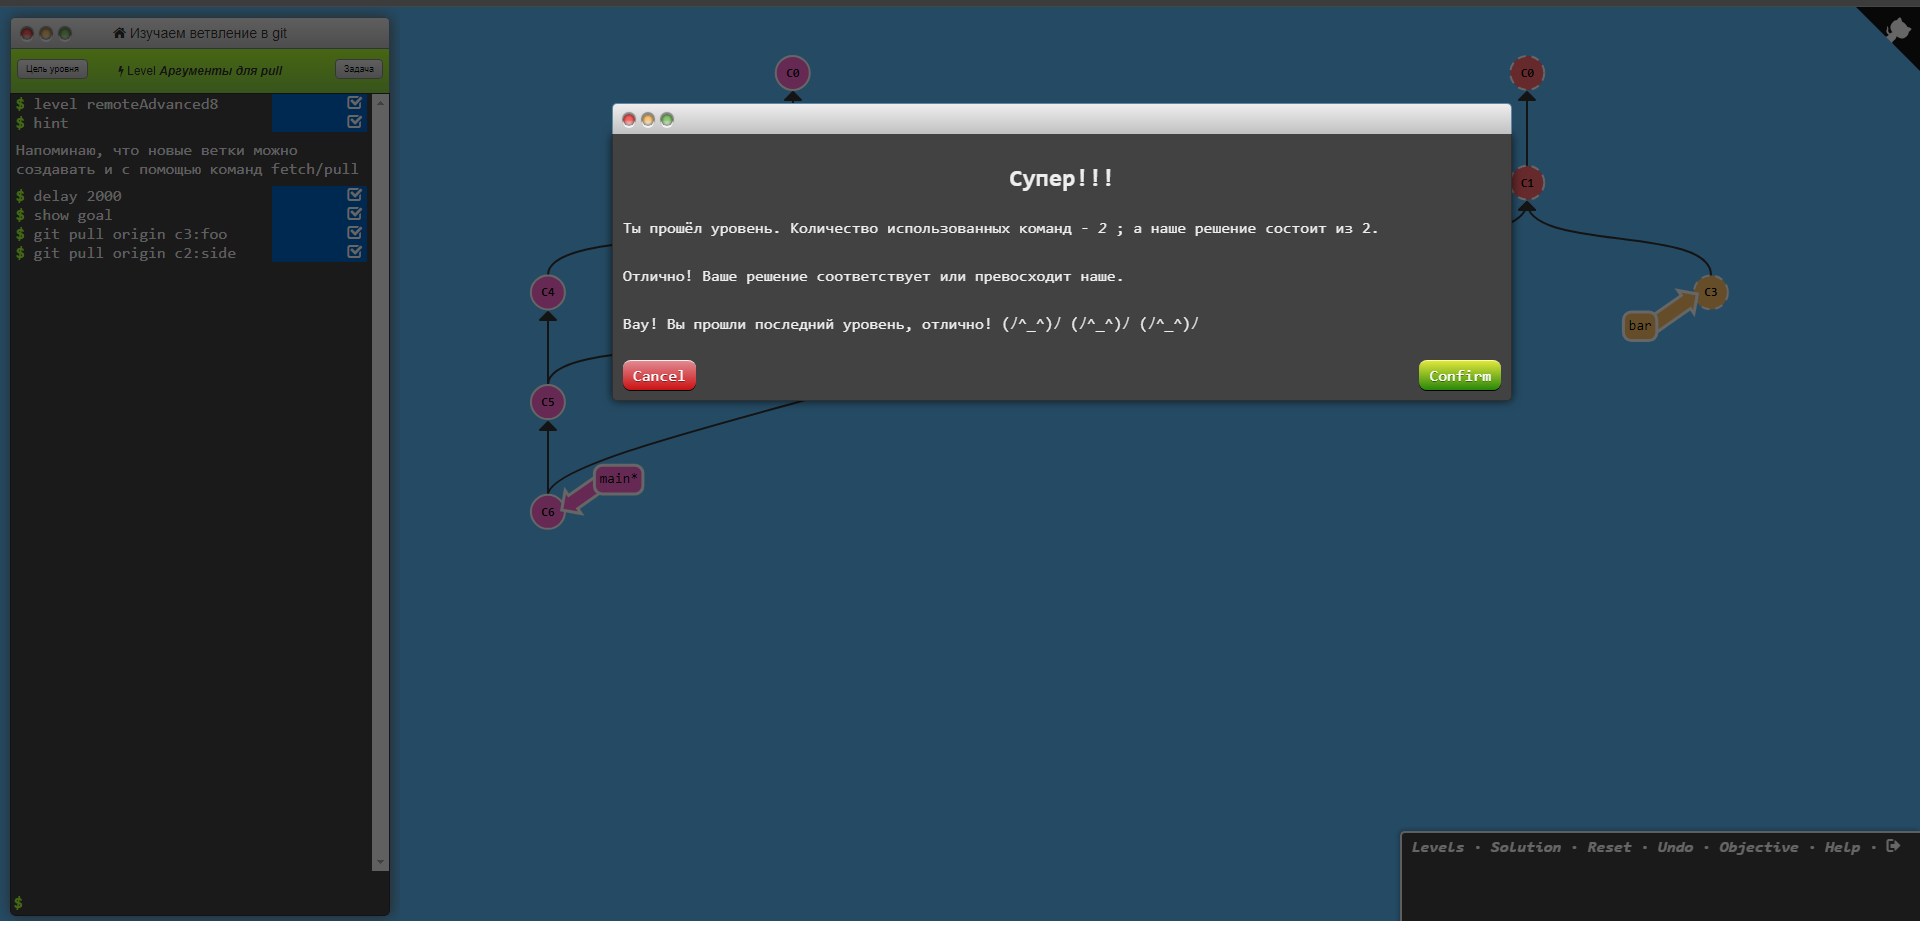 Изучаем ветвление в git
Цель уровня
Level Аргументы для pull
Задача
$ level remoteAdvanced8
$ hint
Напоминаю, что новые ветки можно
создавать и с помощью команд fetch/pull
$ delay 2000
$ show goal
$ git pull origin c3:foo
$ git pull origin c2:side
$
C0
C4
C5
C6
main*
Супер!!!
Ты прошёл уровень. Количество использованных команд - 2 ; а наше решение состоит из 2.
Отлично! Ваше решение соответствует или превосходит наше.
Вау! Вы прошли последний уровень, отлично! (/^_^)/ (/^_^)/ (/^_^)/
Cancel
Confirm
C0
C1
C3
bar
Levels · Solution · Reset · Undo · Objective · Help ·